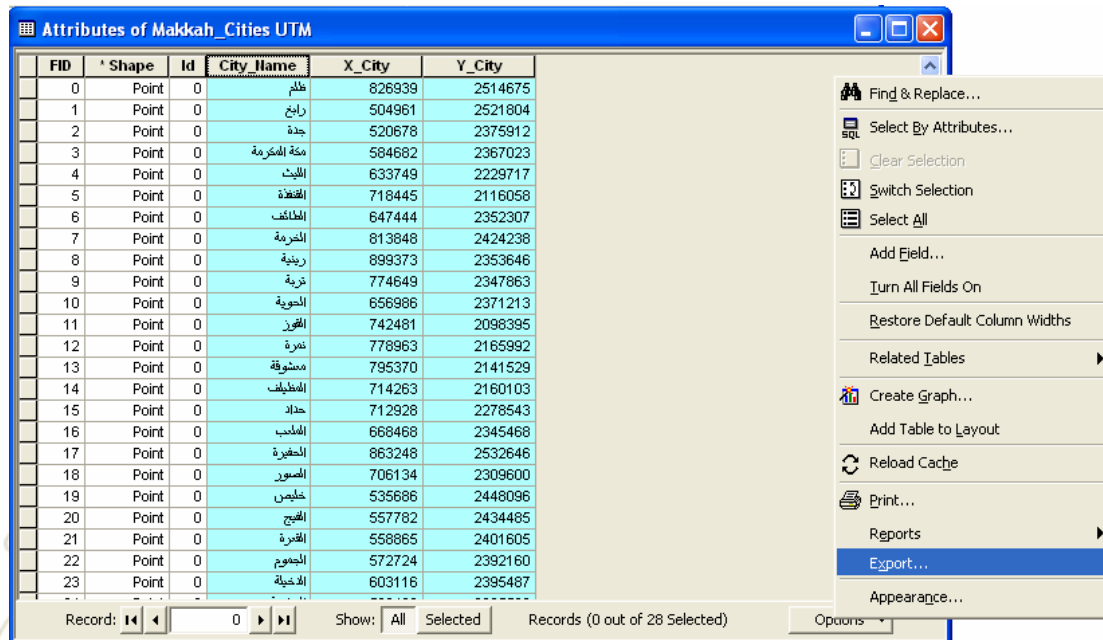 Attributes of Makkah_Cities UTM
FID * Shape Id City_Name X_City Y_City
0 Point 0 ظلم 826939 2514675
1 Point 0 رابغ 504961 2521804
2 Point 0 جدة 520678 2375912
3 Point 0 مكة المكرمة 584682 2367023
4 Point 0 الليث 633749 2229717
5 Point 0 القنفذة 718445 2116058
6 Point 0 الطائف 647444 2352307
7 Point 0 الخرمة 813848 2424238
8 Point 0 رينية 899373 2353646
9 Point 0 تربة 774649 2347863
10 Point 0 الحوية 656986 2371213
11 Point 0 القوز 742481 2098395
12 Point 0 نمرة 778963 2165992
13 Point 0 معشوقة 795370 2141529
14 Point 0 المظيلف 714263 2160103
15 Point 0 حداد 712928 2278543
16 Point 0 668468 2345468
17 Point 0 الحفيرة 863248 2532646
18 Point 0 الصور 706134 2309600
19 Point 0 خليص 535686 2448096
20 Point 0 557782 2434485
21 Point 0 558865 2401605
22 Point 0 الجموم 572724 2392160
23 Point 0 603116 2395487
Record: 0 Show: All Selected Records (0 out of 28 Selected) Options
Find & Replace...
SQL Select By Attributes...
Clear Selection
Switch Selection
Select All
Add Field...
Turn All Fields On
Restore Default Column Widths
Related Tables
Create Graph...
Add Table to Layout
Reload Cache
Print...
Reports
Export...
Appearance...